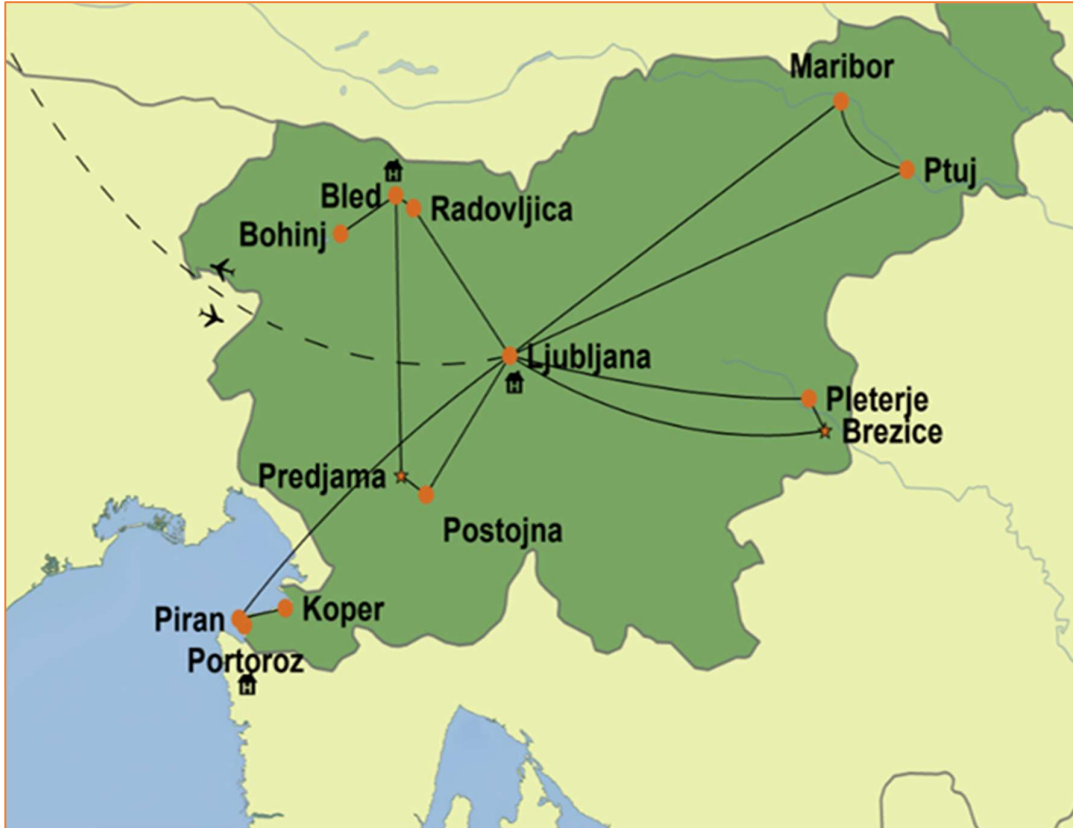 Maribor
Ptuj
H
Bled
Radovljica
Bohinj
Ljubljana
H
Pleterje
Brezice
Predjama
Postojna
Koper
Piran
Portoroz
H